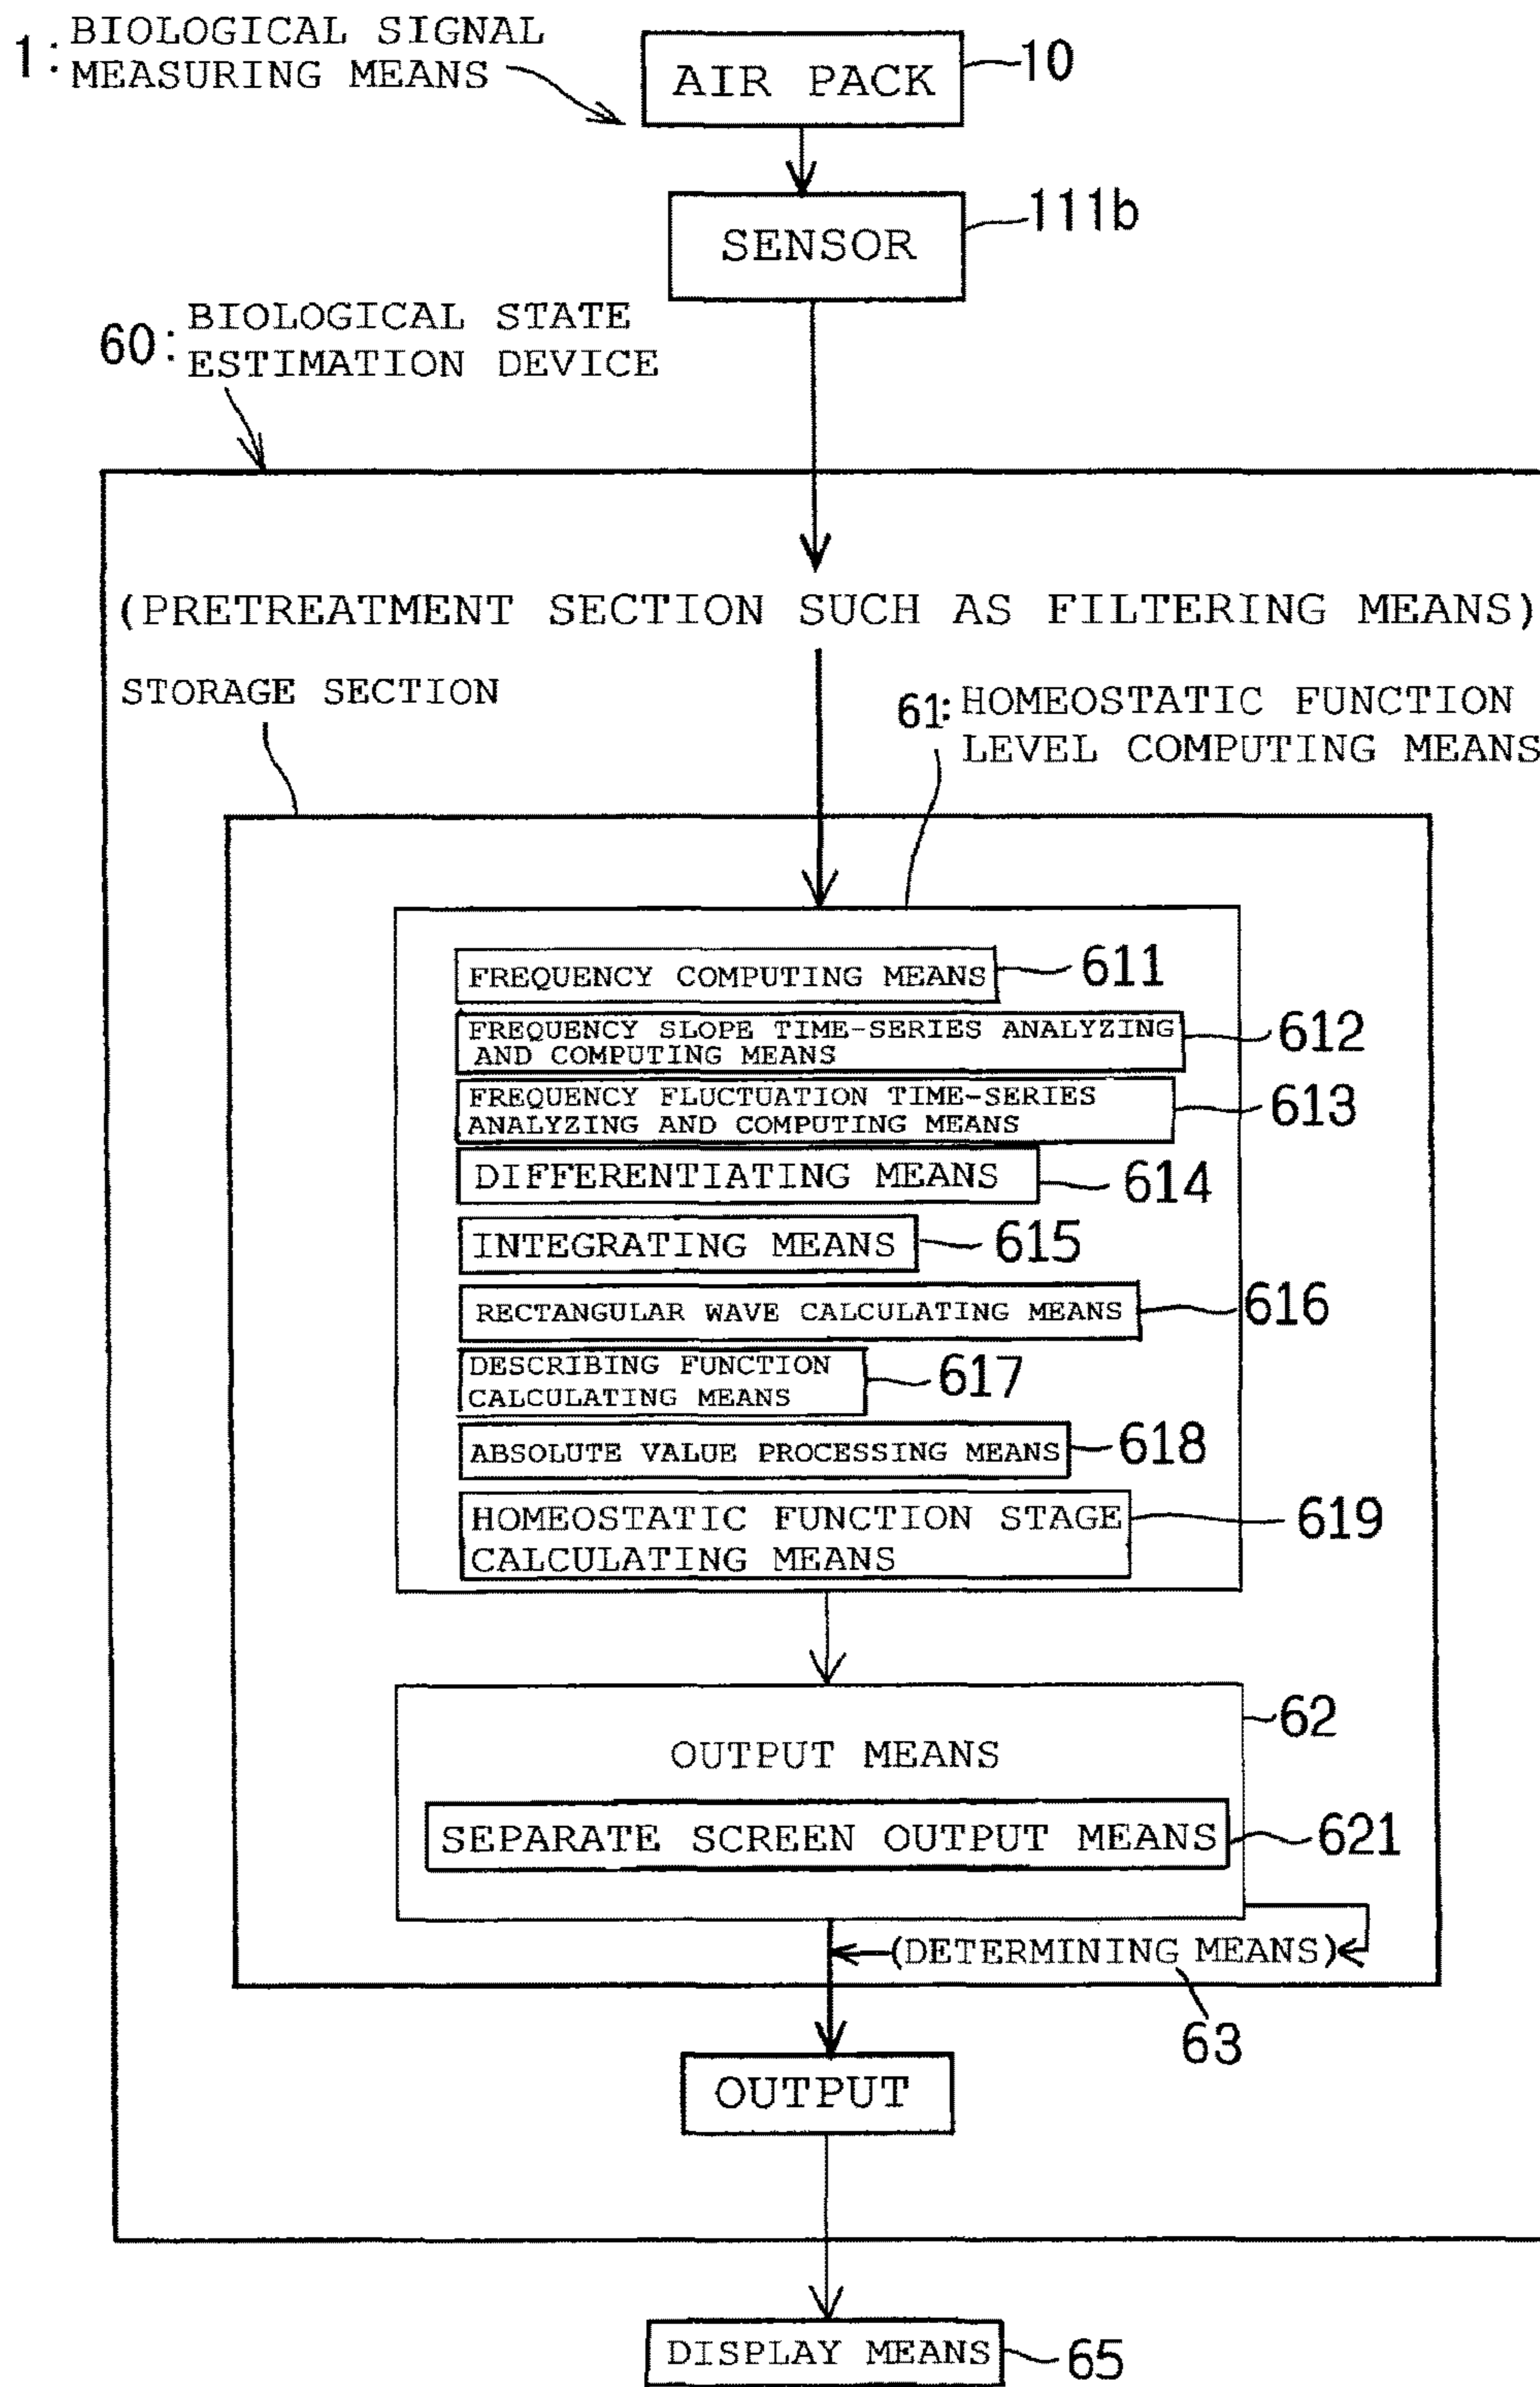 1: BIOLOGICAL SIGNAL
MEASURING MEANS
AIR PACK
10
SENSOR
111b
60: BIOLOGICAL STATE
ESTIMATION DEVICE
(PRETREATMENT SECTION SUCH AS FILTERING MEANS)
STORAGE SECTION
61: HOMEOSTATIC FUNCTION
LEVEL COMPUTING MEANS
FREQUENCY COMPUTING MEANS
611
FREQUENCY SLOPE TIME-SERIES ANALYZING
AND COMPUTING MEANS
612
FREQUENCY FLUCTUATION TIME-SERIES
ANALYZING AND COMPUTING MEANS
613
DIFFERENTIATING MEANS
614
INTEGRATING MEANS
615
RECTANGULAR WAVE CALCULATING MEANS
616
DESCRIBING FUNCTION
CALCULATING MEANS
617
ABSOLUTE VALUE PROCESSING MEANS
618
HOMEOSTATIC FUNCTION STAGE
CALCULATING MEANS
619
62
OUTPUT MEANS
SEPARATE SCREEN OUTPUT MEANS
621
(DETERMINING MEANS)
63
OUTPUT
DISPLAY MEANS
65